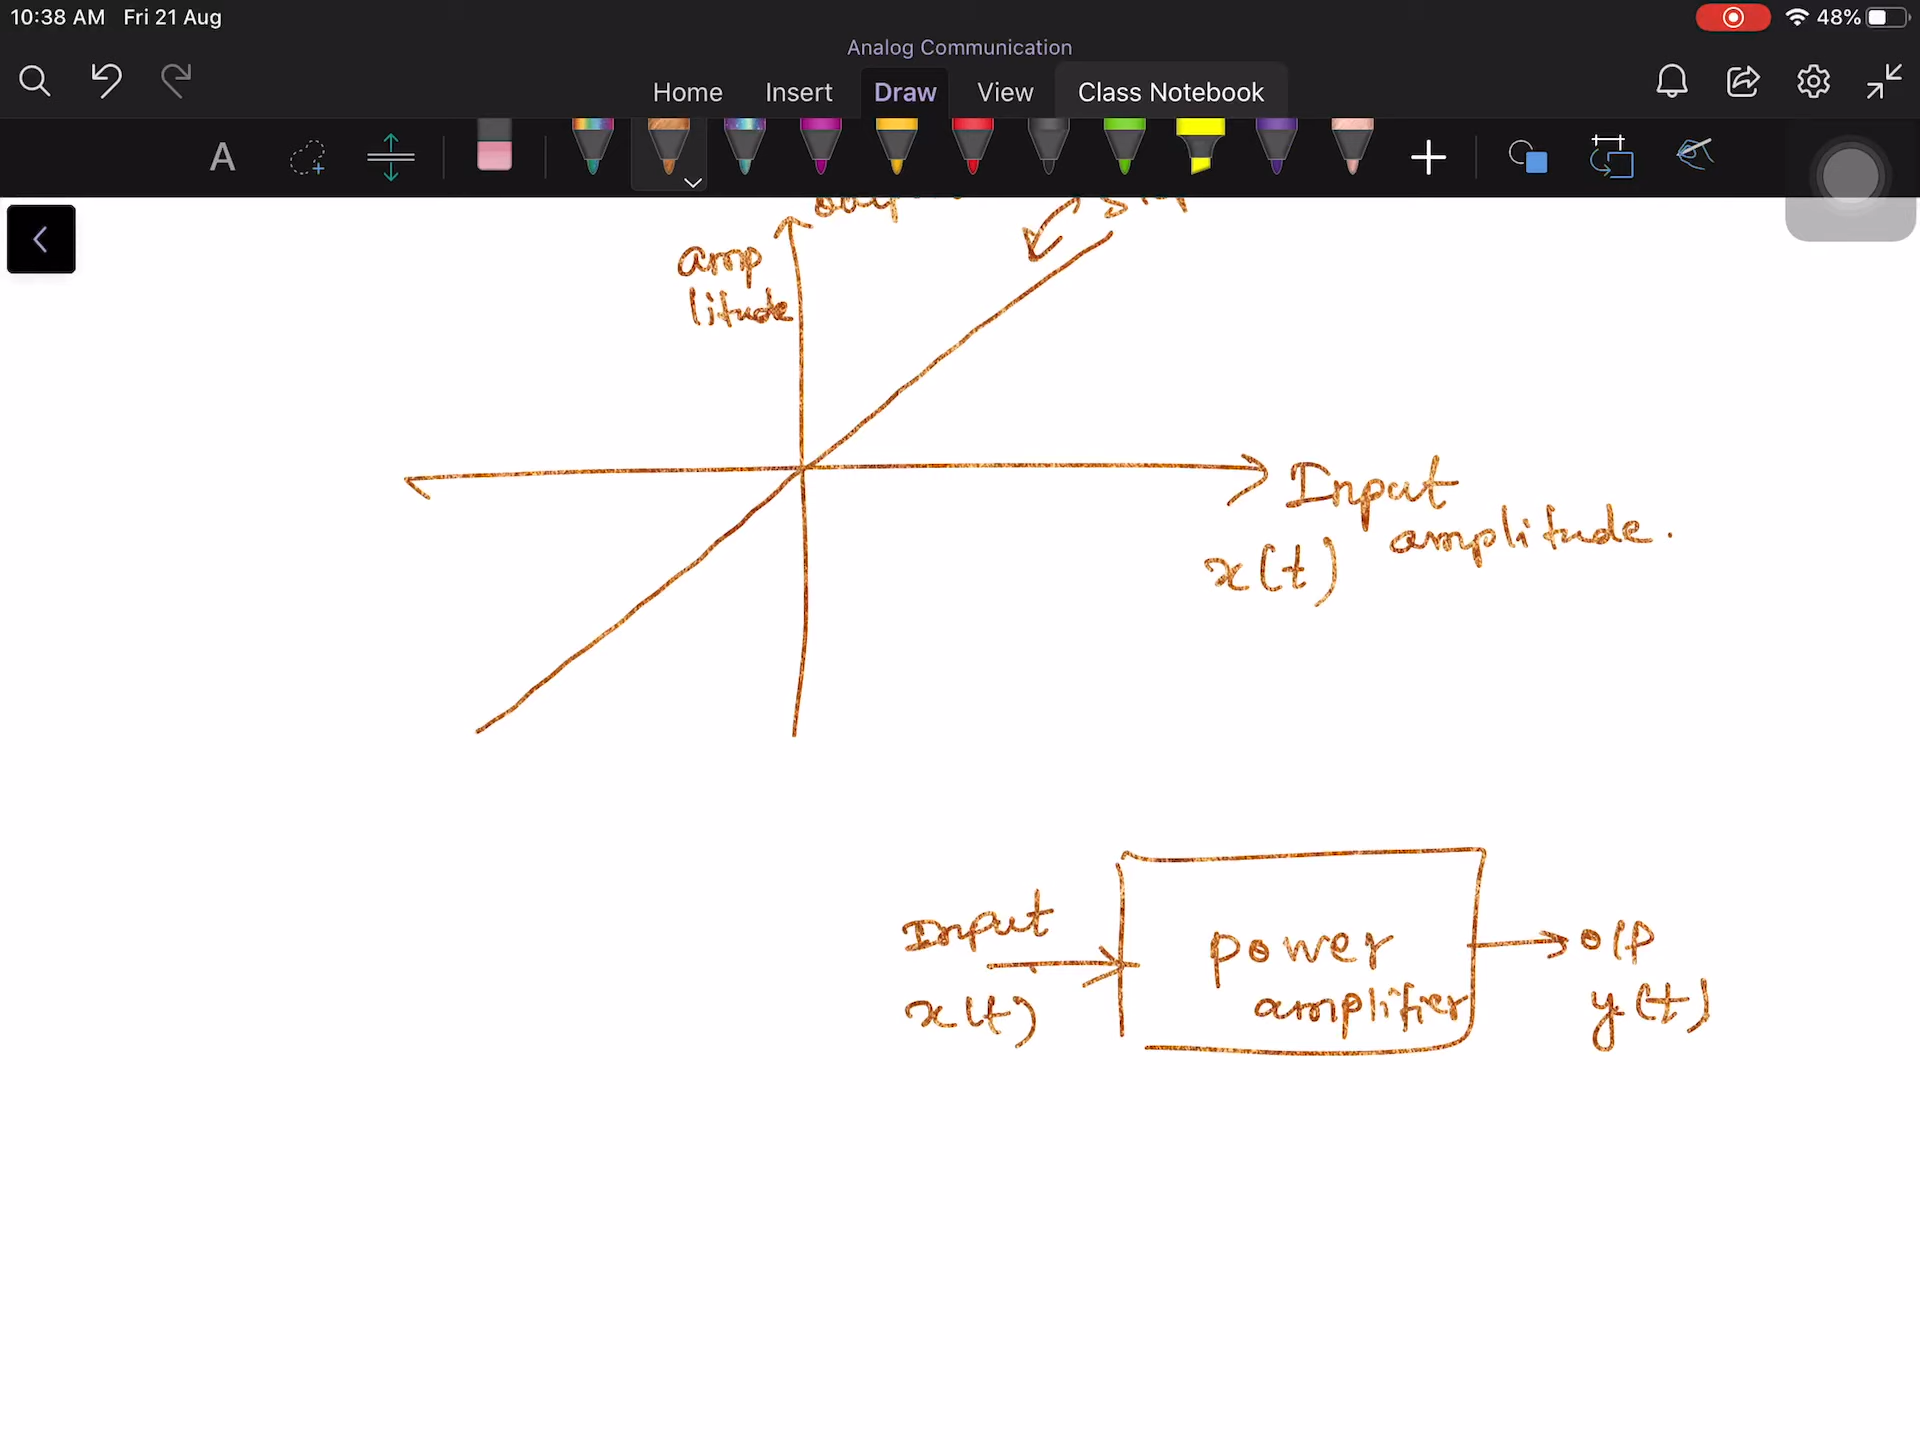 10:38 AM Fri 21 Aug
48%
Analog Communication
Home Insert Draw View Class Notebook
A
amp
litude
Input
amplitude.
x(t)
Input
x(t)
power
amplifier
o/p
y(t)